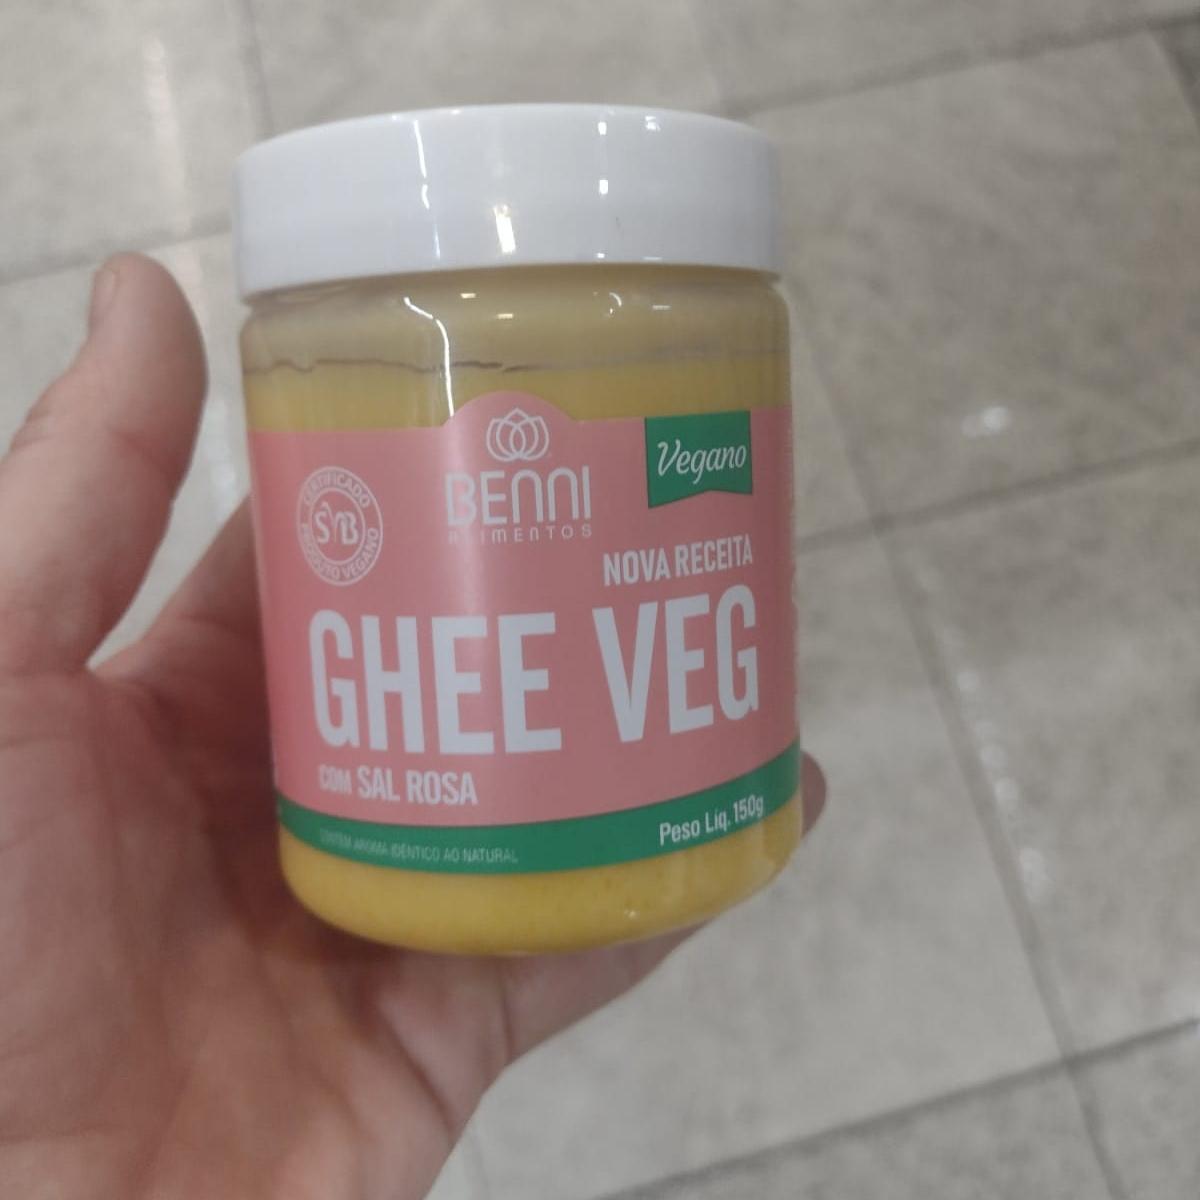 BENNI
ALIMENTOS
Vegano
CERTIFICADO
SVB
PRODUTO VEGANO
NOVA RECEITA
GHEE VEG
COM SAL ROSA
CONTÉM AROMA IDÊNTICO AO NATURAL
Peso Líq. 150g